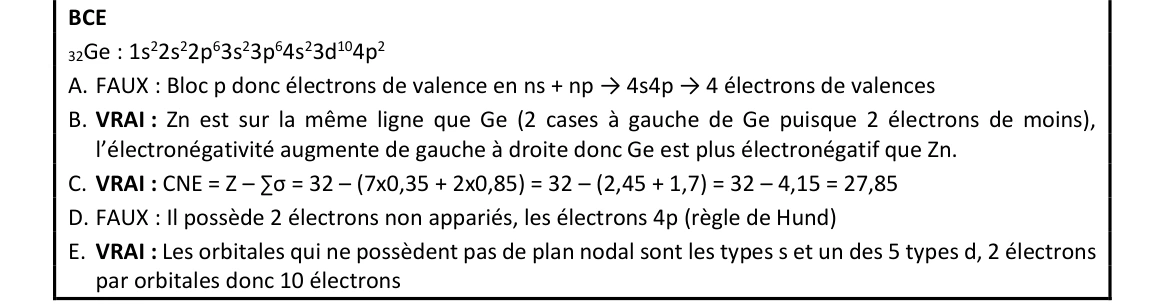 BCE
₃₂Ge : 1s²2s²2p⁶3s²3p⁶4s²3d¹⁰4p²
A. FAUX : Bloc p donc électrons de valence en ns + np → 4s4p → 4 électrons de valences
B. VRAI : Zn est sur la même ligne que Ge (2 cases à gauche de Ge puisque 2 électrons de moins),
l’électronégativité augmente de gauche à droite donc Ge est plus électronégatif que Zn.
C. VRAI : CNE = Z – ∑σ = 32 – (7x0,35 + 2x0,85) = 32 – (2,45 + 1,7) = 32 – 4,15 = 27,85
D. FAUX : Il possède 2 électrons non appariés, les électrons 4p (règle de Hund)
E. VRAI : Les orbitales qui ne possèdent pas de plan nodal sont les types s et un des 5 types d, 2 électrons
par orbitales donc 10 électrons